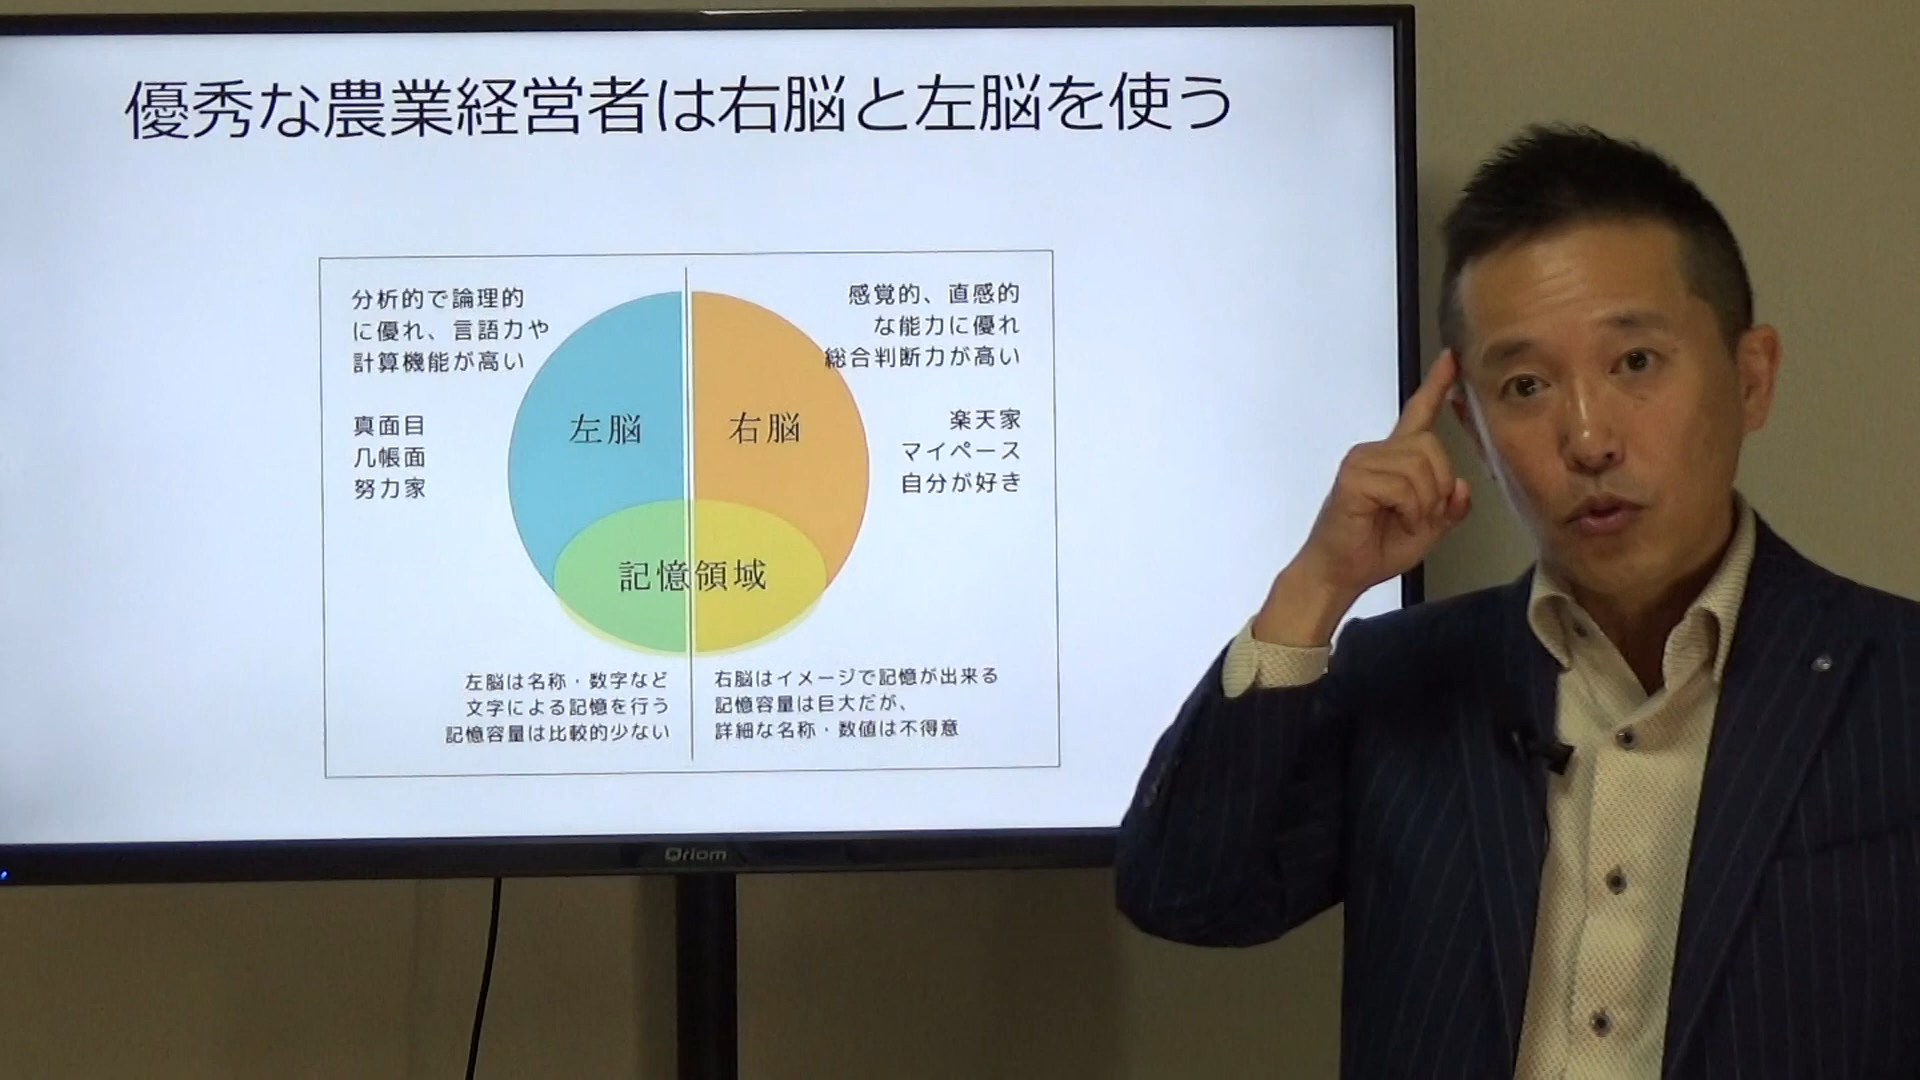 優秀な農業経営者は右脳と左脳を使う
分析的で論理的
に優れ、言語力や
計算機能が高い
真面目
几帳面
努力家
感覚的、直感的
な能力に優れ
総合判断力が高い
楽天家
マイペース
自分が好き
左脳
右脳
記憶領域
左脳は名称・数字など
文字による記憶を行う
記憶容量は比較的少ない
右脳はイメージで記憶が出来る
記憶容量は巨大だが、
詳細な名称・数値は不得意
Qriom